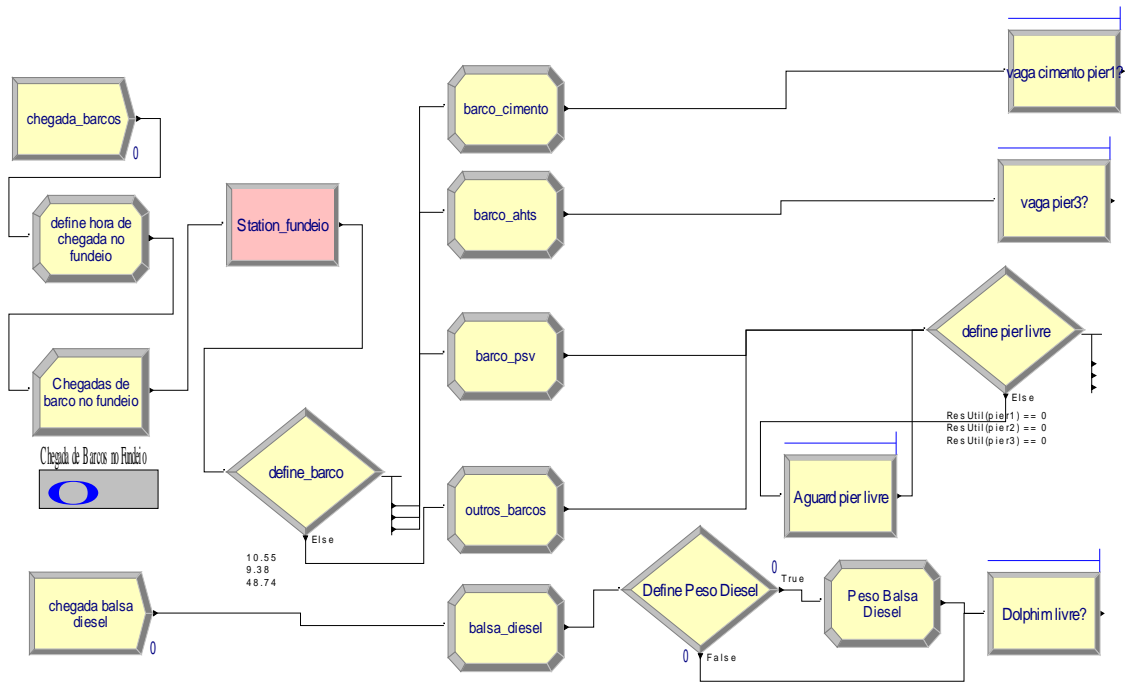 chegada_barcos
0
define hora de
chegada no
fundeio
Chegadas de
barco no fundeio
Chegada de Barcos no Fundeio
0
Station_fundeio
define_barco
Else
10.55
9.38
48.74
barco_cimento
barco_ahts
barco_psv
outros_barcos
vaga cimento pier1?
vaga pier3?
define pier livre
Else
ResUtil(pier1) == 0
ResUtil(pier2) == 0
ResUtil(pier3) == 0
Aguard pier livre
chegada balsa
diesel
0
balsa_diesel
Define Peso Diesel
0
True
0
False
Peso Balsa
Diesel
Dolphim livre?